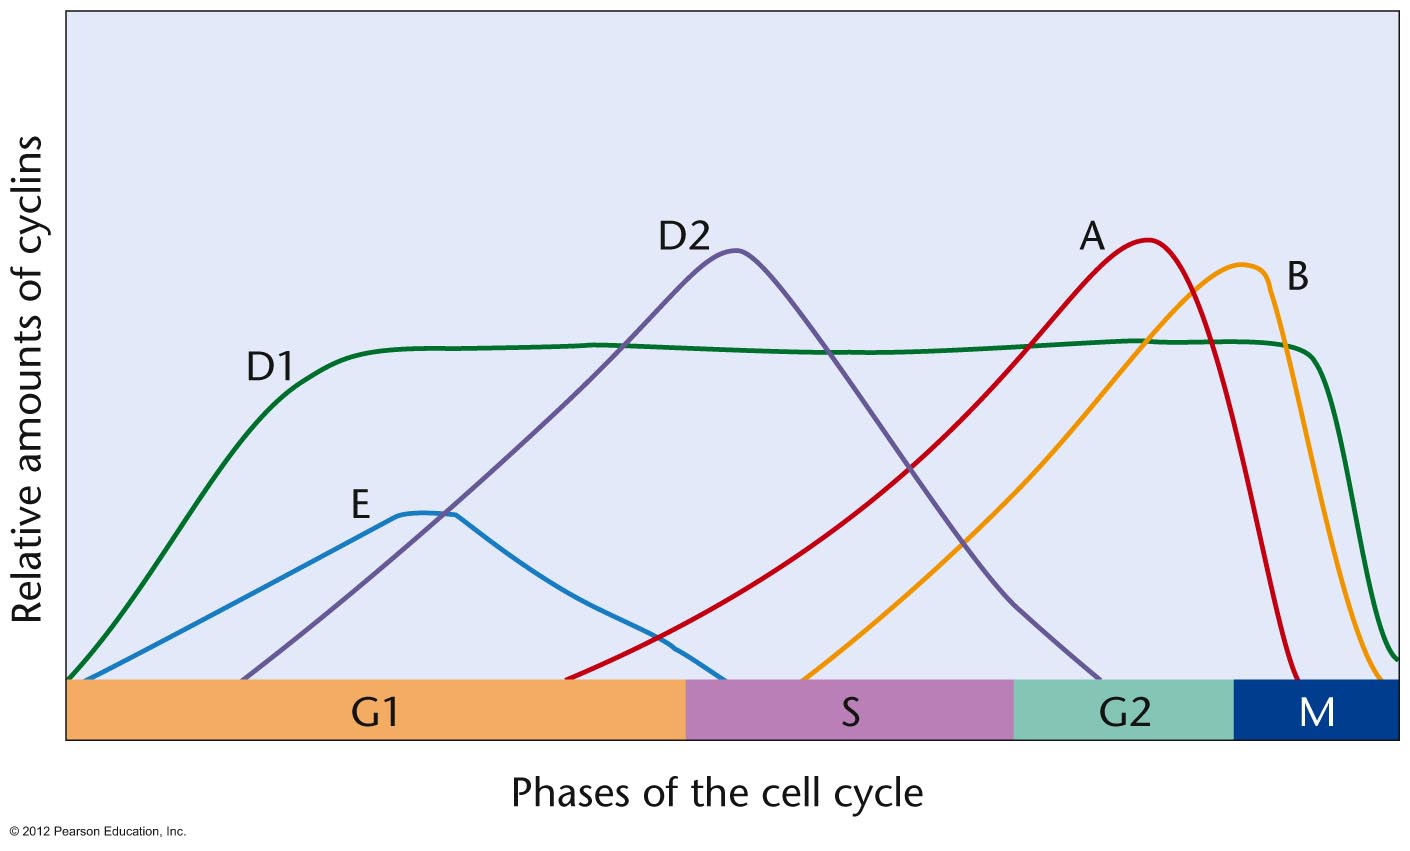 Relative amounts of cyclins
D2
A
B
D1
E
G1
S
G2
M
Phases of the cell cycle
© 2012 Pearson Education, Inc.